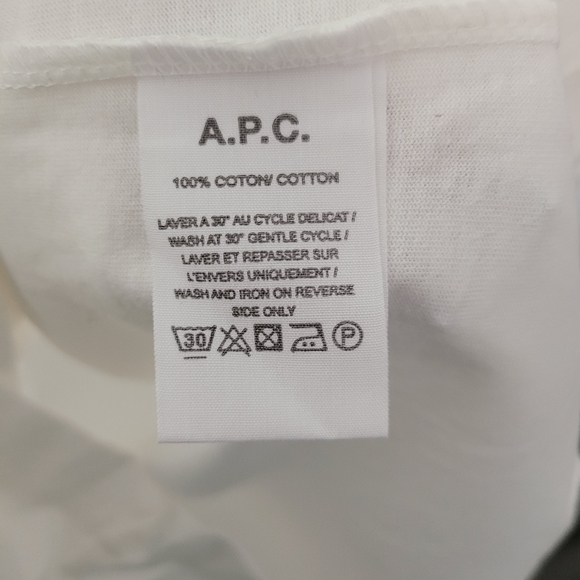 A.P.C.
100% COTON/ COTTON
LAVER A 30° AU CYCLE DELICAT /
WASH AT 30° GENTLE CYCLE /
LAVER ET REPASSER SUR
L'ENVERS UNIQUEMENT /
WASH AND IRON ON REVERSE
SIDE ONLY
30 P